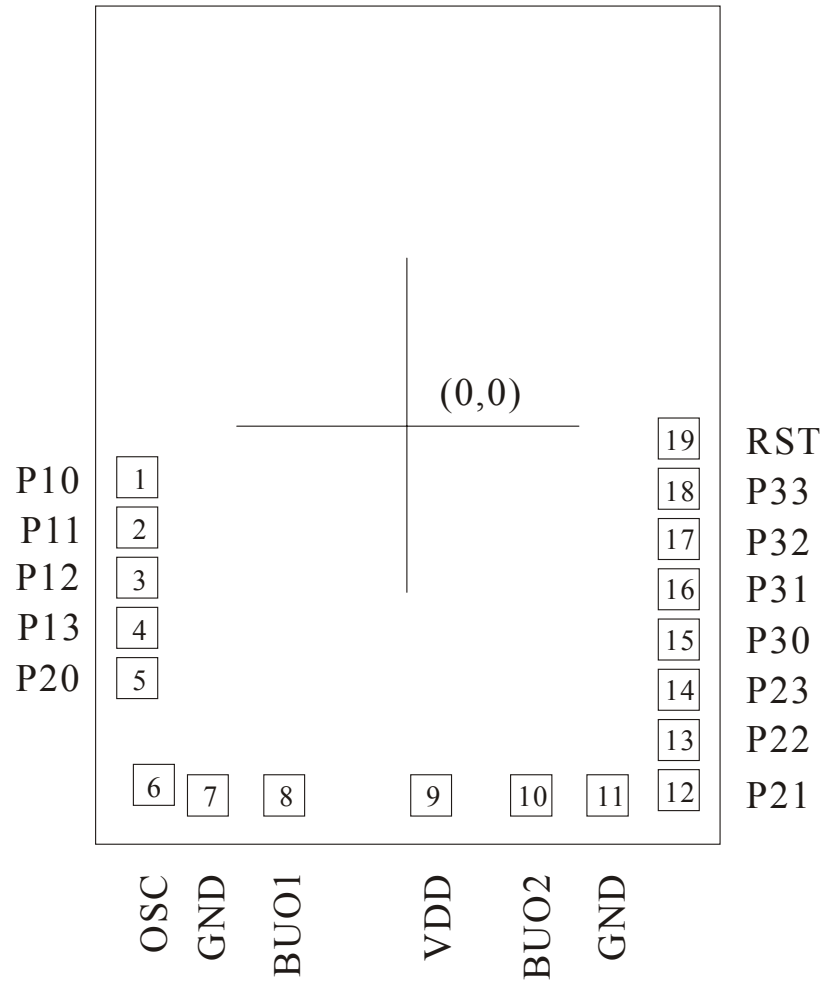 (0,0)
19 RST
P10 1 18 P33
P11 2 17 P32
P12 3 16 P31
P13 4 15 P30
P20 5 14 P23
13 P22
6 7 8 9 10 11 12 P21
OSC GND BUO1 VDD BUO2 GND